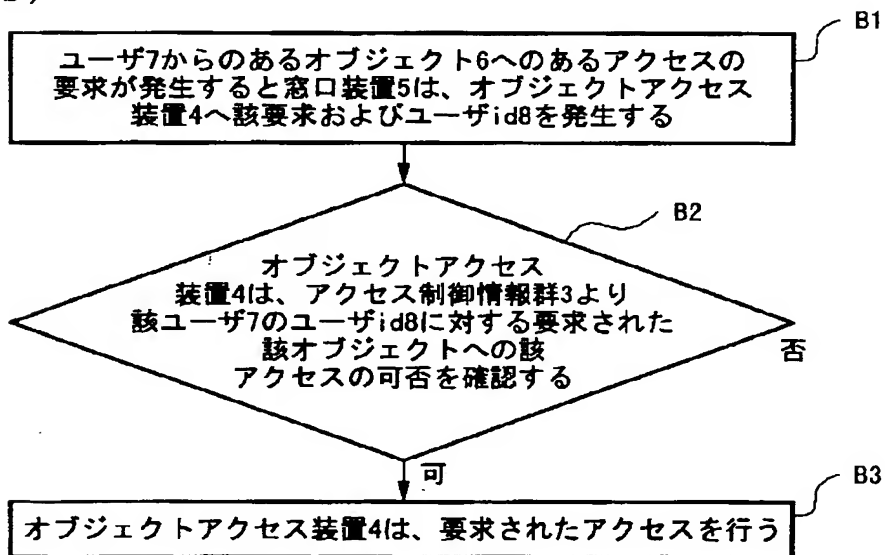 B1
ユーザ7からのあるオブジェクト6へのあるアクセスの
要求が発生すると窓口装置5は、オブジェクトアクセス
装置4へ該要求およびユーザid8を発生する
B2
オブジェクトアクセス
装置4は、アクセス制御情報群3より
該ユーザ7のユーザid8に対する要求された
該オブジェクトへの該
アクセスの可否を確認する
否
可
B3
オブジェクトアクセス装置4は、要求されたアクセスを行う